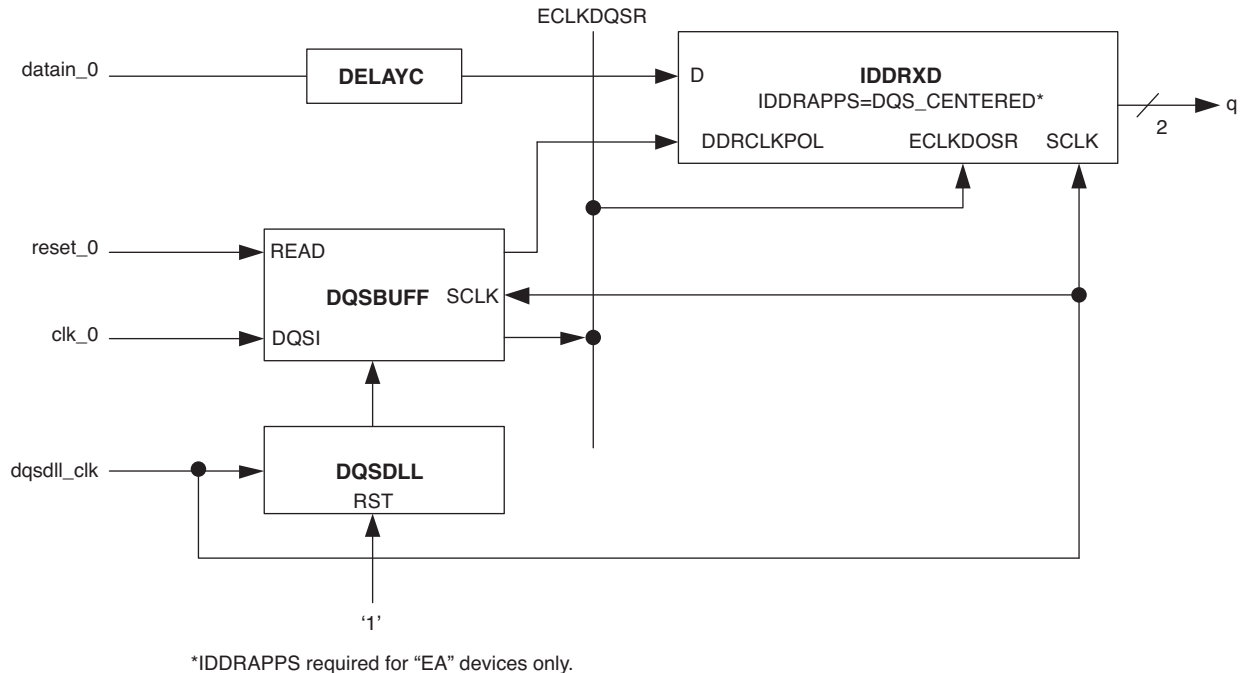 ECLKDQSR
datain_0
DELAYC
D
IDDRXD
IDDRAPPS=DQS_CENTERED*
q
2
DDRCLKPOL
ECLKDOSR
SCLK
reset_0
READ
DQSBUFF
SCLK
clk_0
DQSI
dqsdll_clk
DQSDLL
RST
‘1’
*IDDRAPPS required for “EA” devices only.